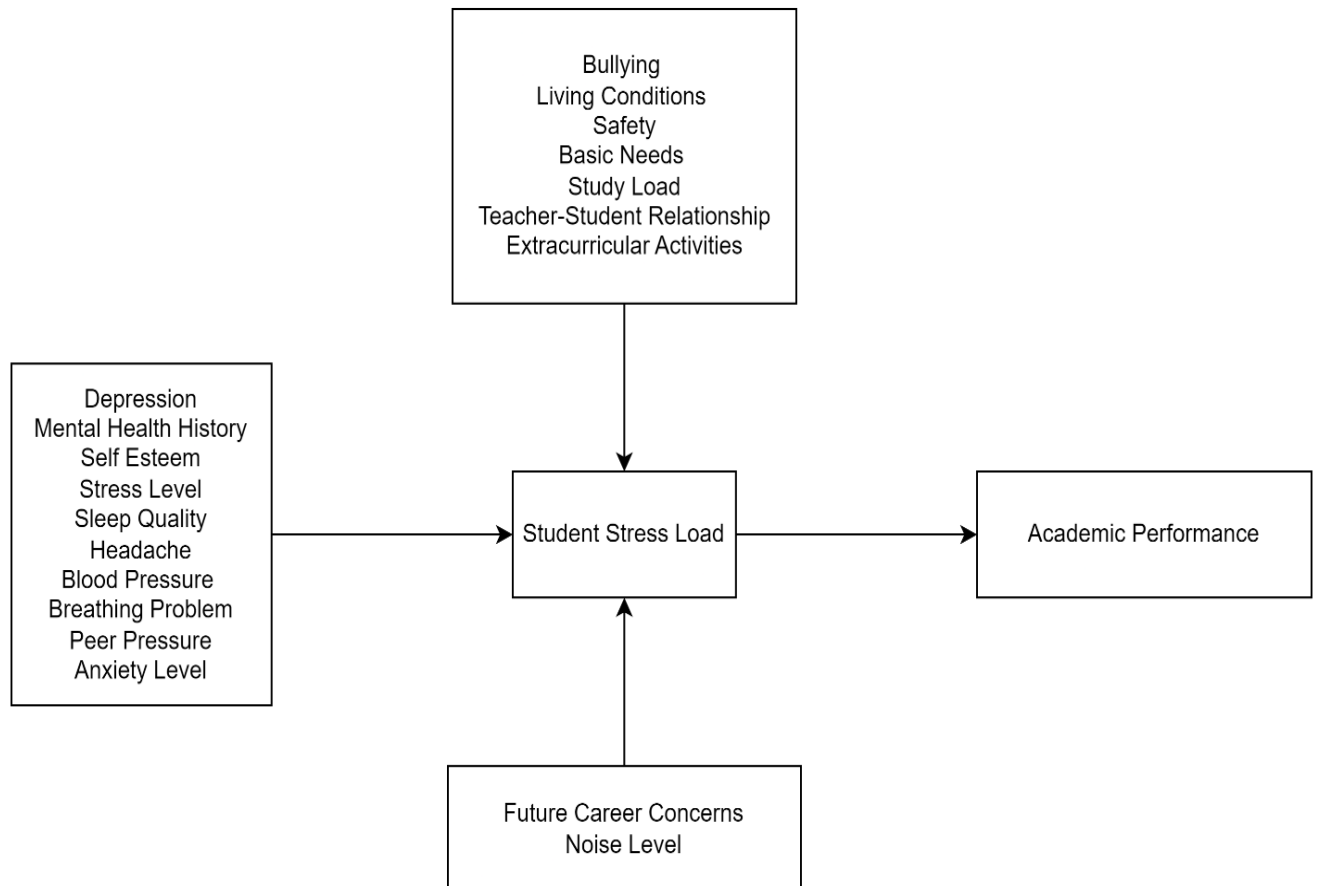 Bullying
Living Conditions
Safety
Basic Needs
Study Load
Teacher-Student Relationship
Extracurricular Activities
Depression
Mental Health History
Self Esteem
Stress Level
Sleep Quality
Headache
Blood Pressure
Breathing Problem
Peer Pressure
Anxiety Level
Student Stress Load
Academic Performance
Future Career Concerns
Noise Level